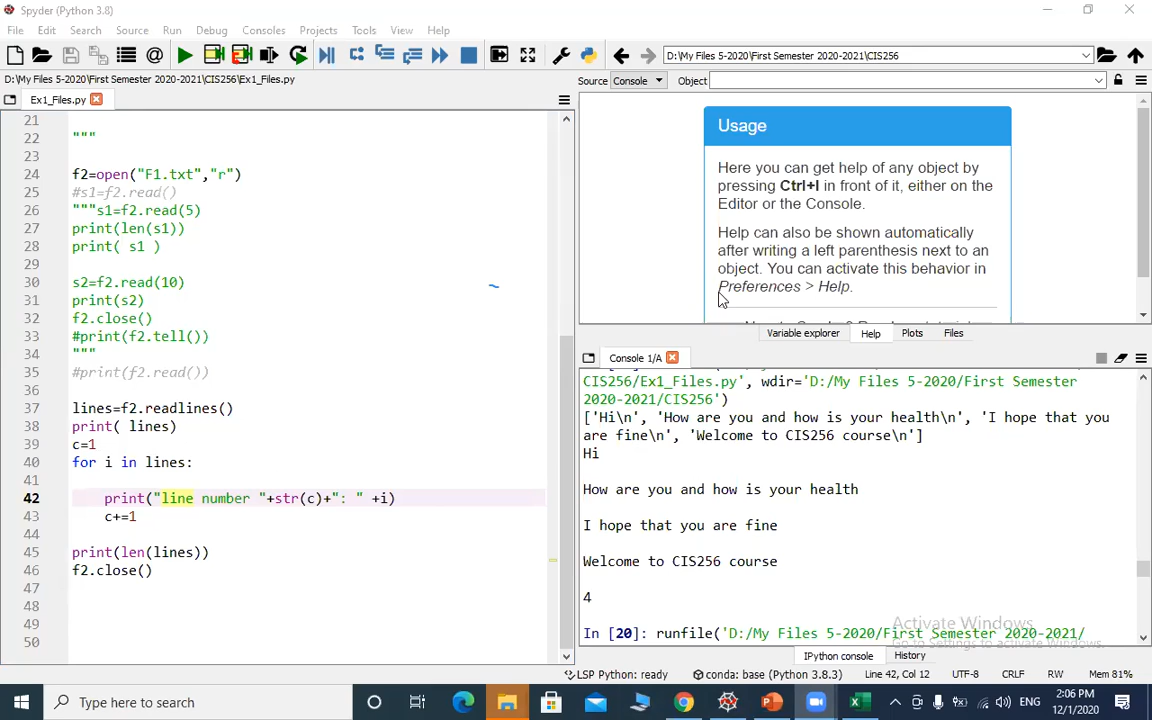 Spyder (Python 3.8)
File Edit Search Source Run Debug Consoles Projects Tools View Help
D:\My Files 5-2020\First Semester 2020-2021\CIS256
D:\My Files 5-2020\First Semester 2020-2021\CIS256\Ex1_Files.py
Source Console Object
Ex1_Files.py
21
22 """
23
24 f2=open("F1.txt","r")
25 #s1=f2.read()
26 """s1=f2.read(5)
27 print(len(s1))
28 print( s1 )
29
30 s2=f2.read(10)
31 print(s2)
32 f2.close()
33 #print(f2.tell())
34 """
35 #print(f2.read())
36
37 lines=f2.readlines()
38 print( lines)
39 c=1
40 for i in lines:
41
42 print("line number "+str(c)+": " +i)
43 c+=1
44
45 print(len(lines))
46 f2.close()
47
48
49
50
Usage
Here you can get help of any object by
pressing Ctrl+I in front of it, either on the
Editor or the Console.
Help can also be shown automatically
after writing a left parenthesis next to an
object. You can activate this behavior in
Preferences > Help.
Variable explorer Help Plots Files
Console 1/A
CIS256/Ex1_Files.py', wdir='D:/My Files 5-2020/First Semester
2020-2021/CIS256')
['Hi\n', 'How are you and how is your health\n', 'I hope that you
are fine\n', 'Welcome to CIS256 course\n']
Hi
How are you and how is your health
I hope that you are fine
Welcome to CIS256 course
4
In [20]: runfile('D:/My Files 5-2020/First Semester 2020-2021/
Activate Windows
Go to Settings to activate Windows.
IPython console History
LSP Python: ready conda: base (Python 3.8.3) Line 42, Col 12 UTF-8 CRLF RW Mem 81%
Type here to search
ENG
2:06 PM
12/1/2020